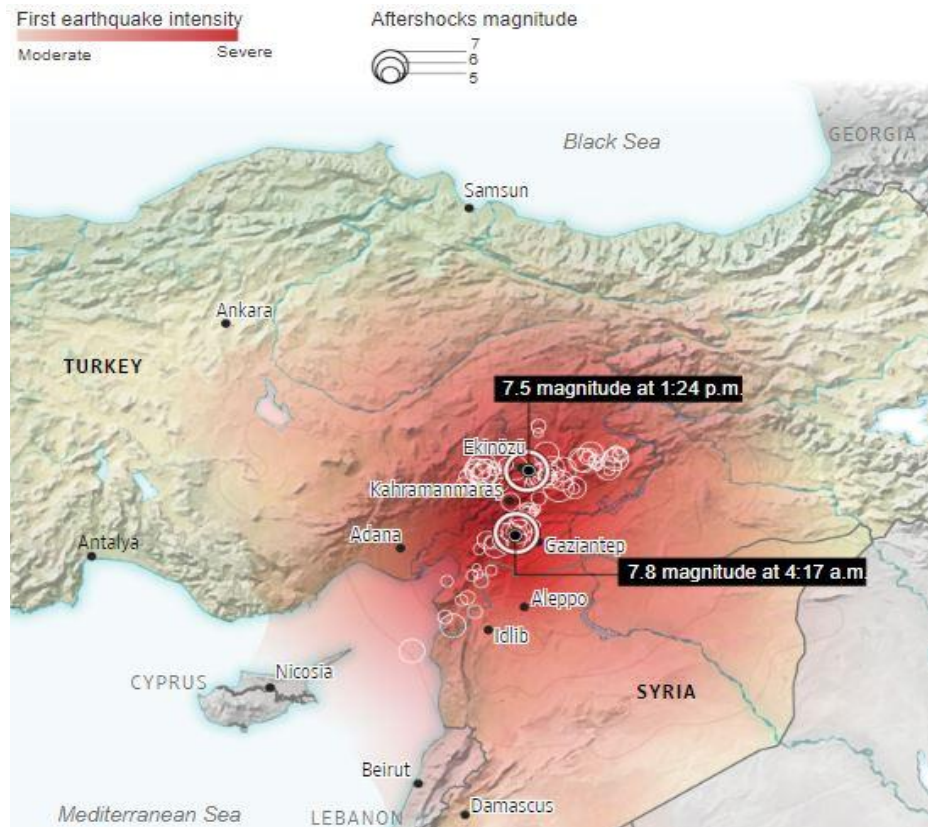 First earthquake intensity
Moderate
Severe
Aftershocks magnitude
7
6
5
Black Sea
GEORGIA
Samsun
Ankara
TURKEY
7.5 magnitude at 1:24 p.m.
Ekinözü
Kahramanmaras
Adana
Antalya
Gaziantep
7.8 magnitude at 4:17 a.m.
Aleppo
Idlib
CYPRUS
Nicosia
SYRIA
Beirut
Mediterranean Sea
LEBANON
Damascus